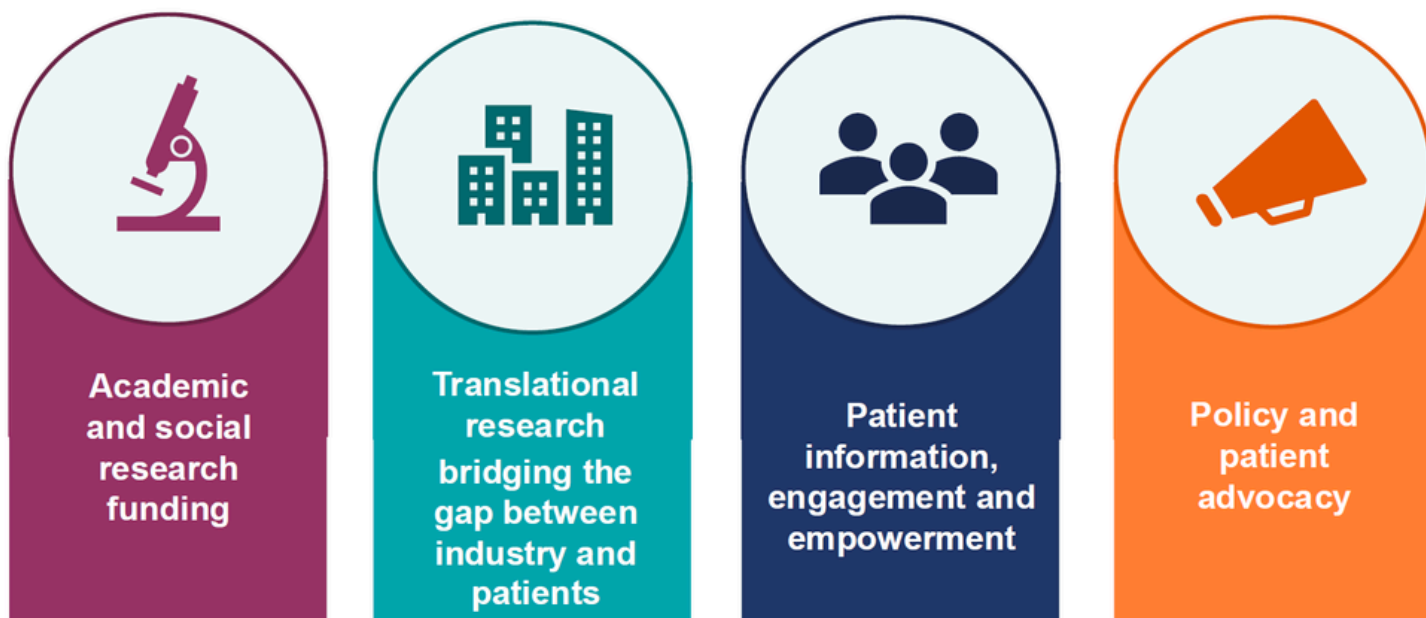 Academic
and social
research
funding
Translational
research
bridging the
gap between
industry and
patients
Patient
information,
engagement and
empowerment
Policy and
patient
advocacy